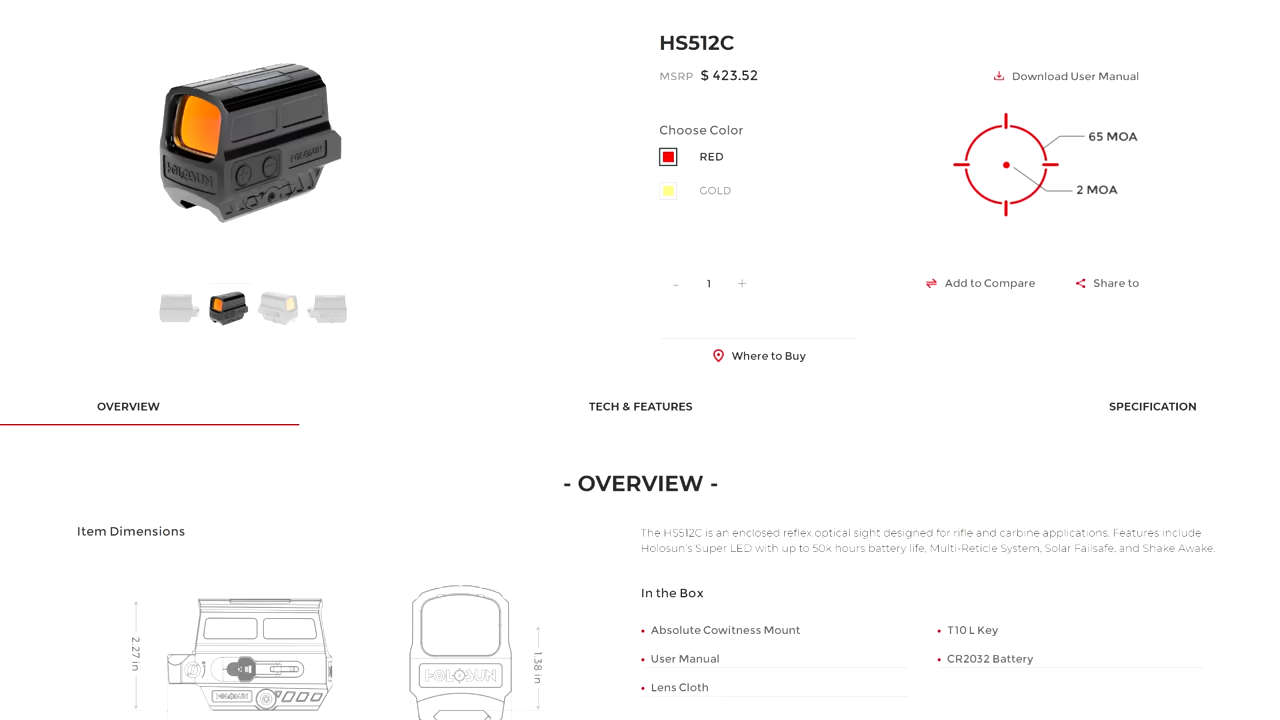 HS512C
MSRP $ 423.52
Download User Manual
Choose Color
RED
GOLD
65 MOA
2 MOA
HOLOSUN
HOLOSUN
- 1 +
Add to Compare
Share to
Where to Buy
OVERVIEW
TECH & FEATURES
SPECIFICATION
- OVERVIEW -
Item Dimensions
The HS512C is an enclosed reflex optical sight designed for rifle and carbine applications. Features include
Holosun's Super LED with up to 50k hours battery life, Multi-Reticle System, Solar Failsafe, and Shake Awake.
In the Box
Absolute Cowitness Mount
T10 L Key
User Manual
CR2032 Battery
Lens Cloth
2.27 in
1.38 in
HOLOSUN
HOLOSUN